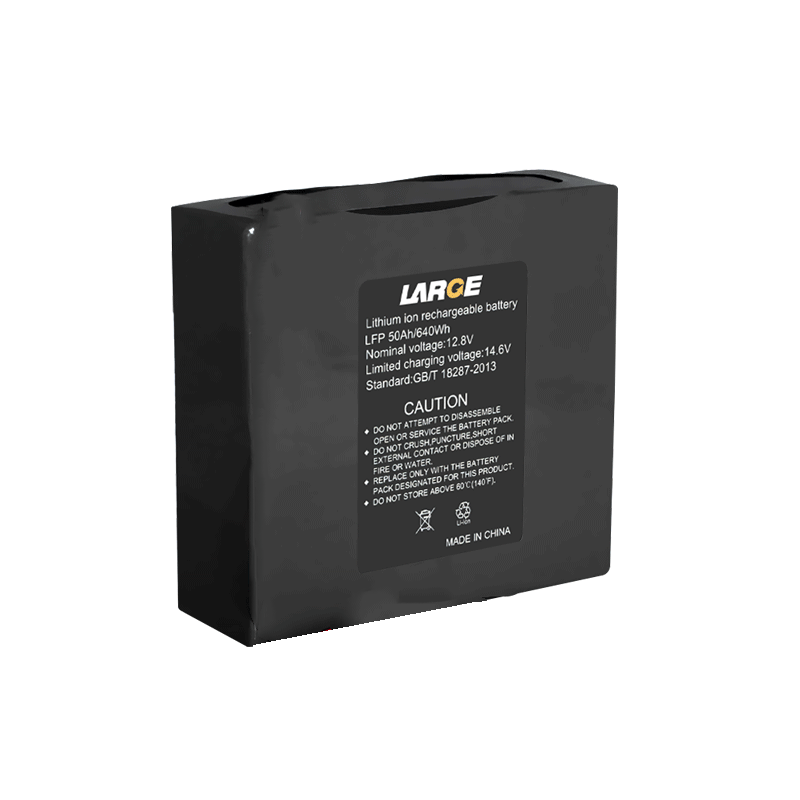 LARGE
Lithium ion rechargeable battery
LFP 50Ah/640Wh
Nominal voltage:12.8V
Limited charging voltage:14.6V
Standard:GB/T 18287-2013
CAUTION
◆ DO NOT ATTEMPT TO DISASSEMBLE
OPEN OR SERVICE THE BATTERY PACK.
◆ DO NOT CRUSH,PUNCTURE,SHORT
EXTERNAL CONTACT OR DISPOSE OF IN
FIRE OR WATER.
◆ REPLACE ONLY WITH THE BATTERY
PACK DESIGNATED FOR THIS PRODUCT.
◆ DO NOT STORE ABOVE 60℃(140℉).
Li-ion
MADE IN CHINA